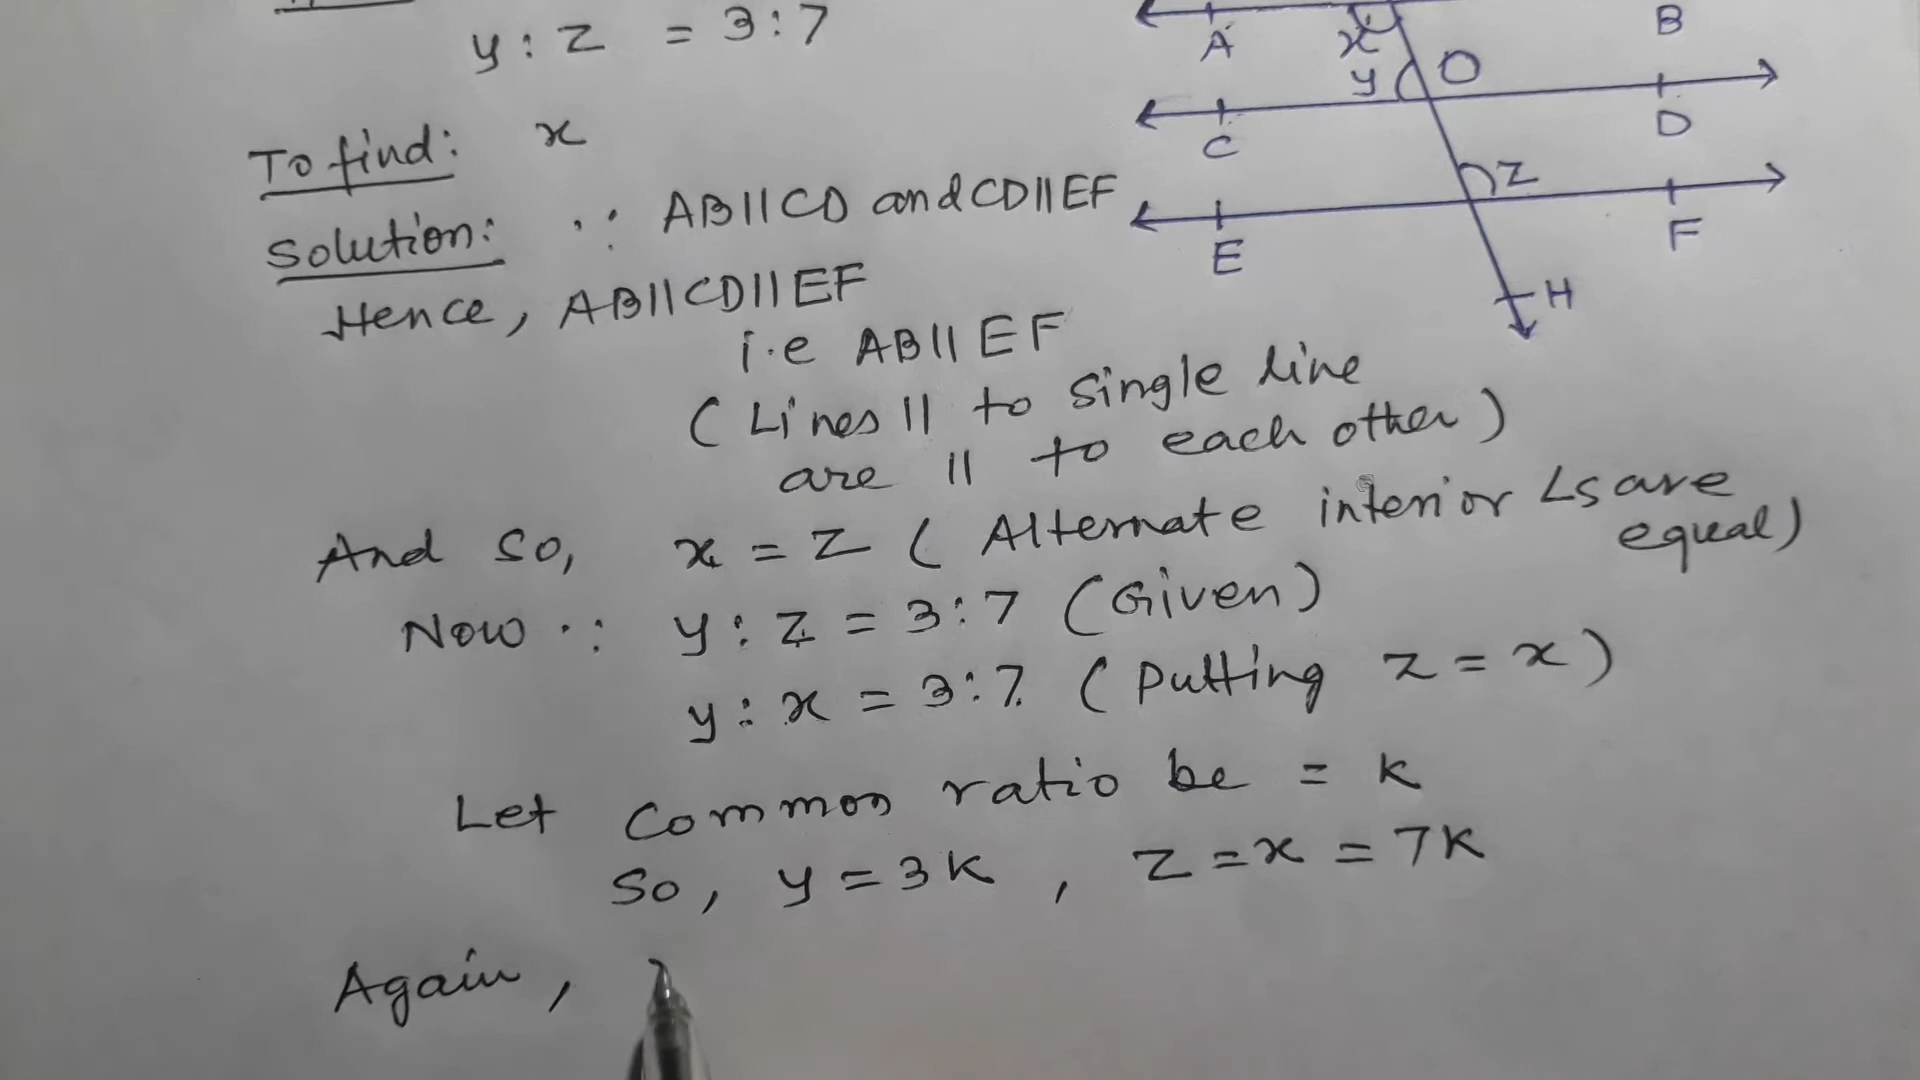 y : z = 3 : 7
To find : x
Solution : ∵ AB||CD and CD||EF
Hence, AB||CD||EF
i.e AB||EF
( Lines || to single line
are || to each other )
And so, x = z ( Alternate interior ∠s are
equal)
Now ∵ y : z = 3 : 7 (Given)
y : x = 3 : 7. ( Putting z = x )
Let common ratio be = k
So, y = 3k , z = x = 7k
Again,
A
x
B
y
O
C
D
z
E
F
H